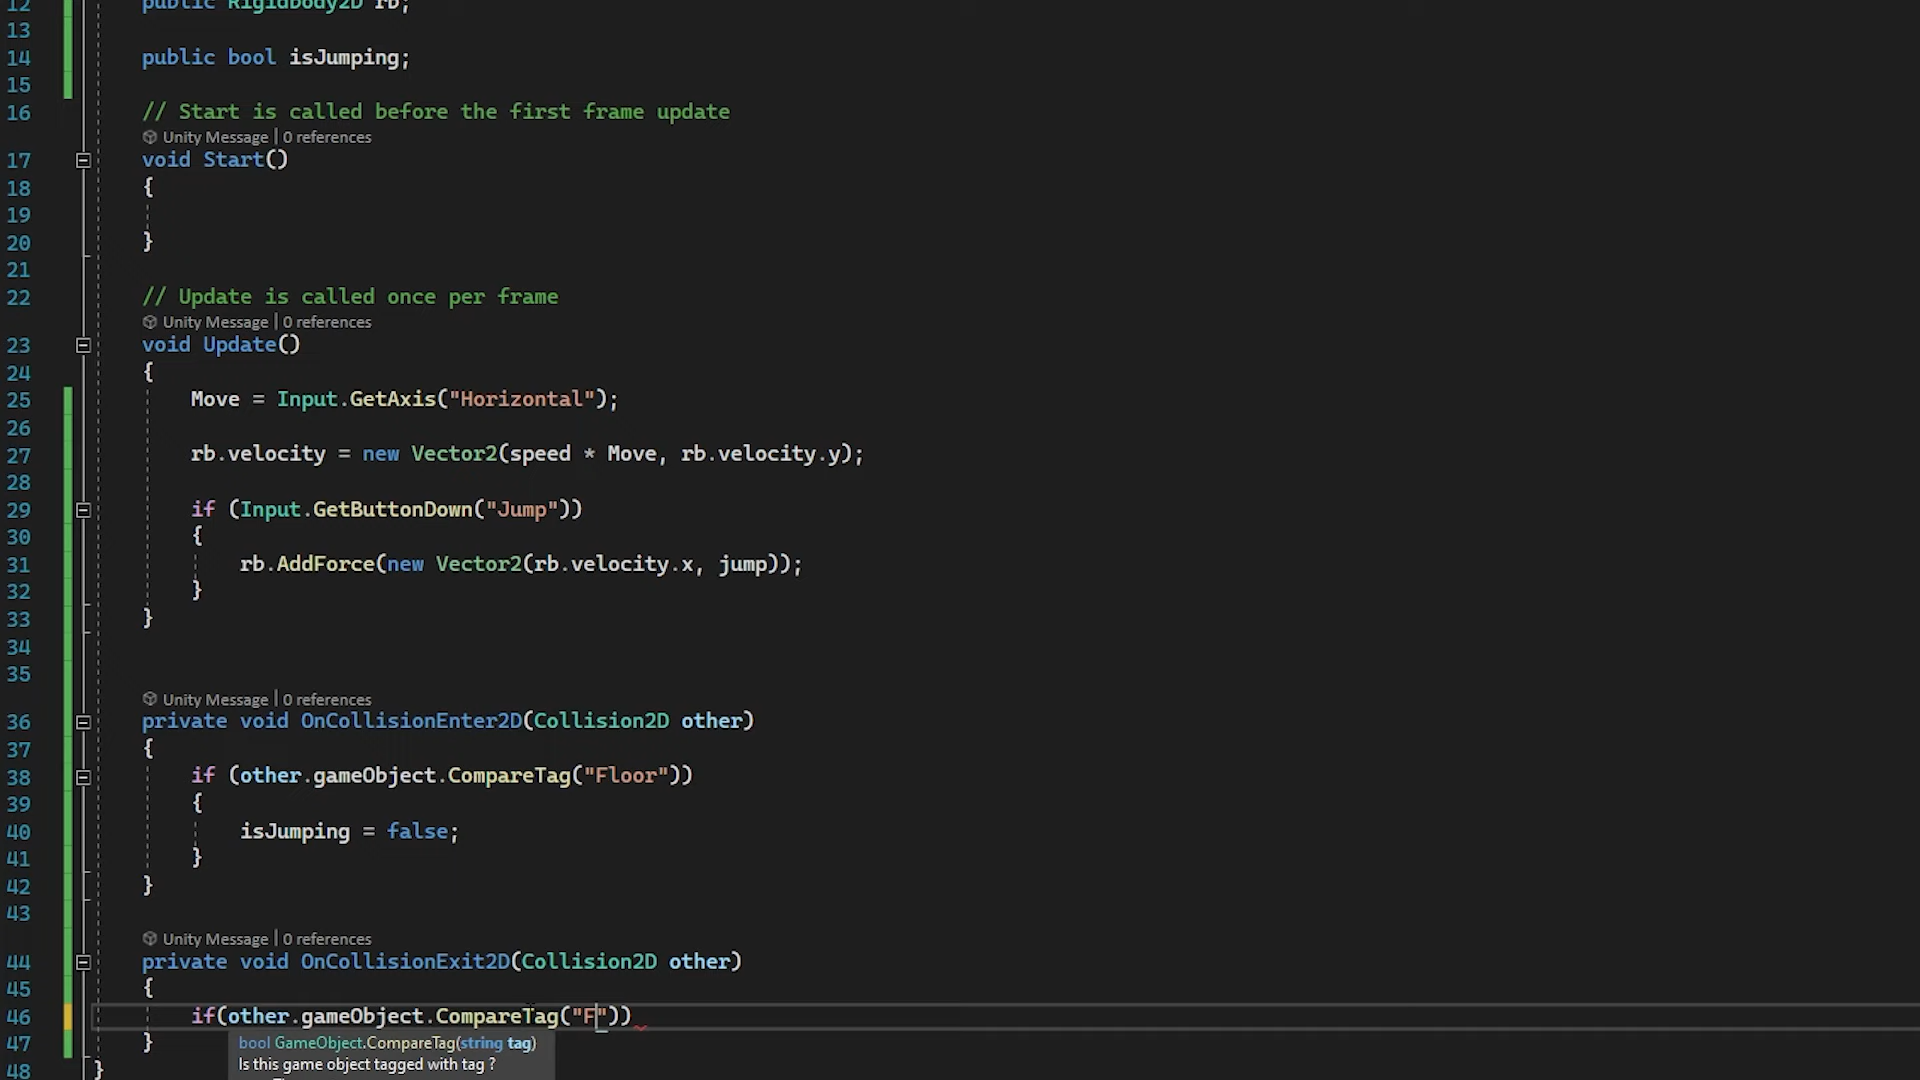 12 public Rigidbody2D rb;
13
14 public bool isJumping;
15
16 // Start is called before the first frame update
Unity Message | 0 references
17 void Start()
18 {
19
20 }
21
22 // Update is called once per frame
Unity Message | 0 references
23 void Update()
24 {
25 Move = Input.GetAxis("Horizontal");
26
27 rb.velocity = new Vector2(speed * Move, rb.velocity.y);
28
29 if (Input.GetButtonDown("Jump"))
30 {
31 rb.AddForce(new Vector2(rb.velocity.x, jump));
32 }
33 }
34
35
Unity Message | 0 references
36 private void OnCollisionEnter2D(Collision2D other)
37 {
38 if (other.gameObject.CompareTag("Floor"))
39 {
40 isJumping = false;
41 }
42 }
43
Unity Message | 0 references
44 private void OnCollisionExit2D(Collision2D other)
45 {
46 if(other.gameObject.CompareTag("F"))
47 }
bool GameObject.CompareTag(string tag)
Is this game object tagged with tag ?
48 }